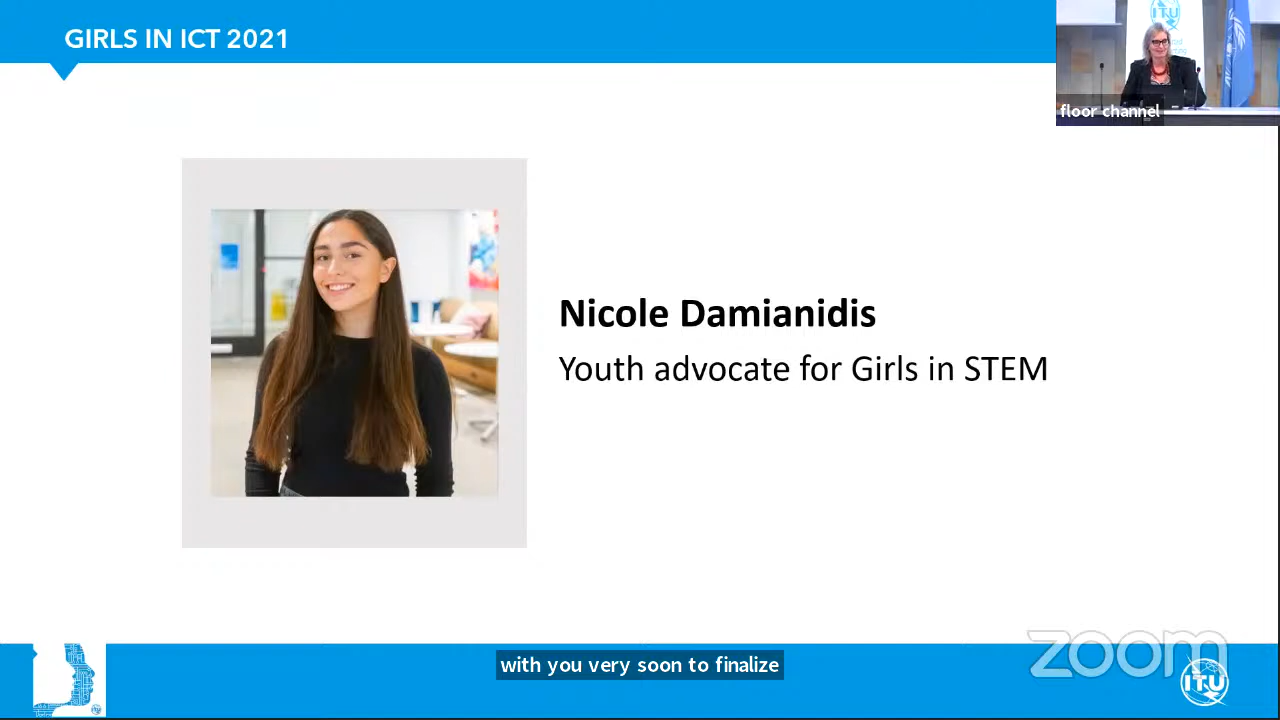 GIRLS IN ICT 2021
ITU
floor channel
Nicole Damianidis
Youth advocate for Girls in STEM
with you very soon to finalize
zoom
ITU